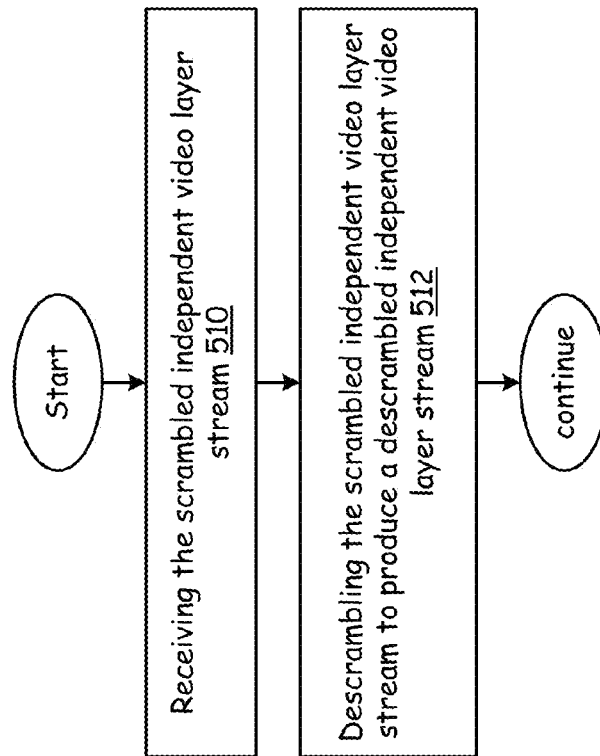 Start
Receiving the scrambled independent video layer
stream 510
Descrambling the scrambled independent video layer
stream to produce a descrambled independent video
layer stream 512
continue